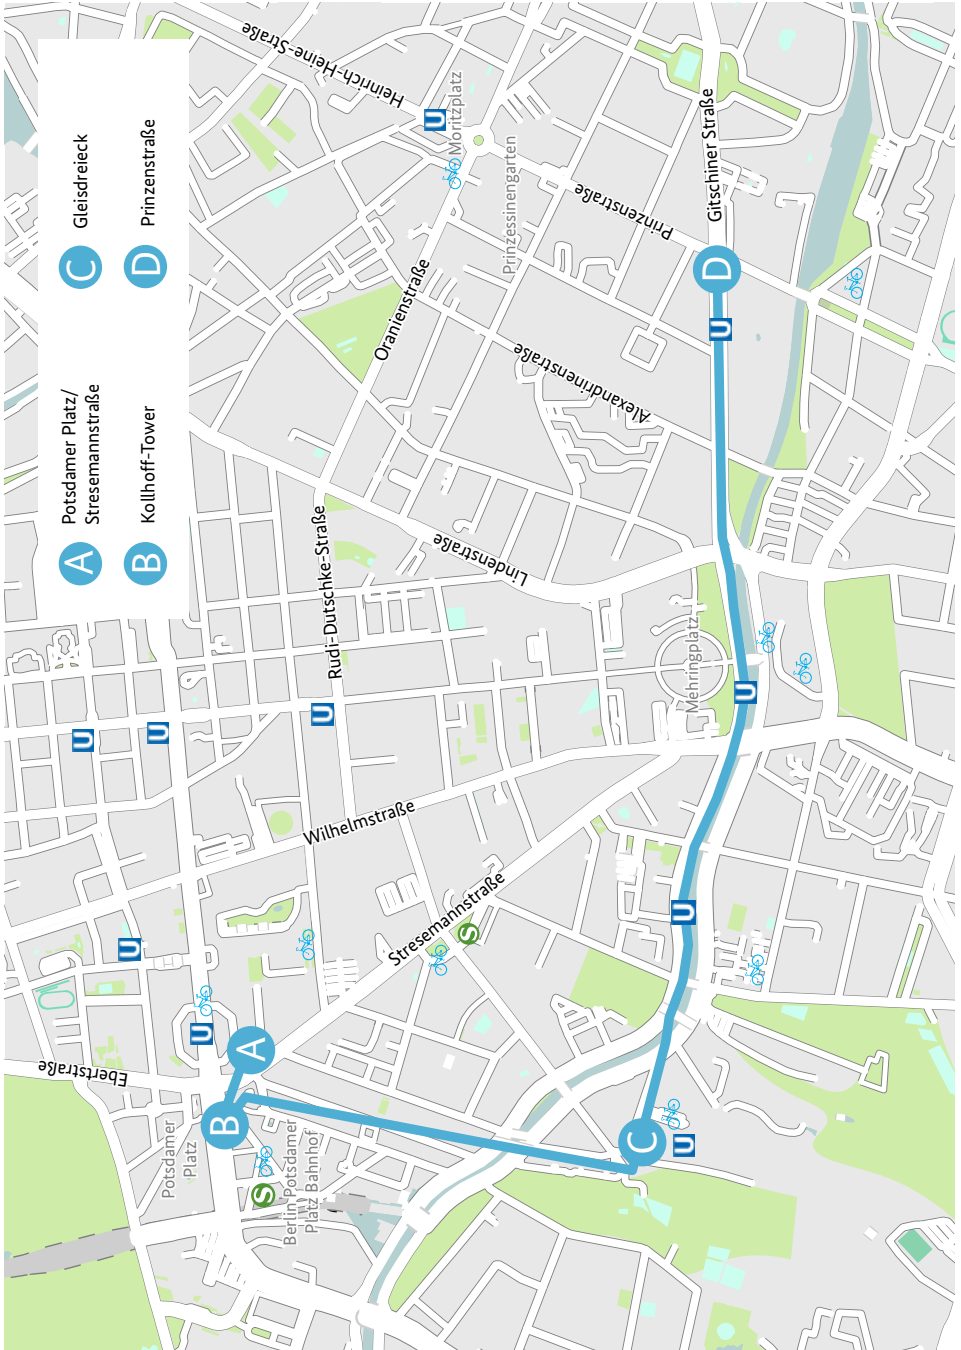 A
Potsdamer Platz/
Stresemannstraße
B
Kollhoff-Tower
C
Gleisdreieck
D
Prinzenstraße
Heinrich-Heine-Straße
U
Moritzplatz
Prinzessinnengarten
Prinzenstraße
Gitschiner Straße
D
U
Oranienstraße
Alexandrinenstraße
Lindenstraße
Rudi-Dutschke-Straße
Mehringplatz
U
U
U
U
Wilhelmstraße
Stresemannstraße
S
U
U
U
Ebertstraße
A
B
Potsdamer
Platz
S
Berlin Potsdamer
Platz Bahnhof
C
U